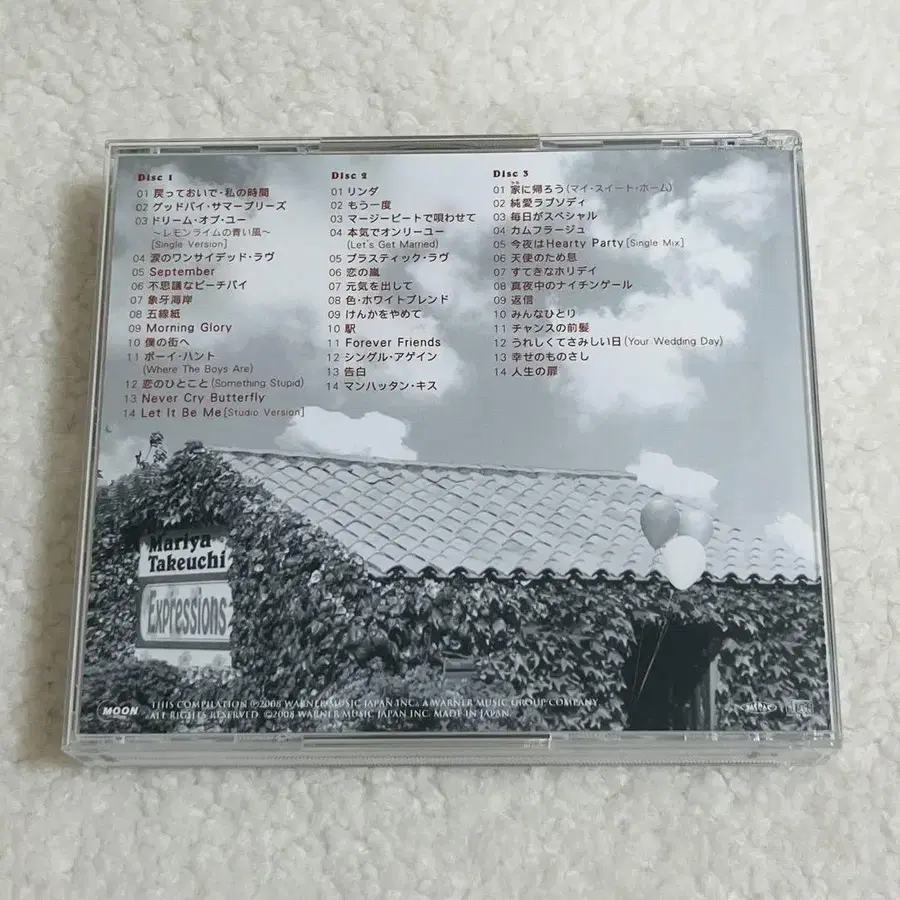 Disc 1
01 戻っておいで・私の時間
02 グッドバイ・サマーブリーズ
03 ドリーム・オブ・ユー
〜レモンライムの青い風〜
[Single Version]
04 涙のワンサイデッド・ラヴ
05 September
06 不思議なピーチパイ
07 象牙海岸
08 五線紙
09 Morning Glory
10 僕の街へ
11 ボーイ・ハント
(Where The Boys Are)
12 恋のひとこと(Something Stupid)
13 Never Cry Butterfly
14 Let It Be Me[Studio Version]
Disc 2
01 リンダ
02 もう一度
03 マージービートで唄わせて
04 本気でオンリーユー
(Let's Get Married)
05 プラスティック・ラヴ
06 恋の嵐
07 元気を出して
08 色・ホワイトブレンド
09 けんかをやめて
10 駅
11 Forever Friends
12 シングル・アゲイン
13 告白
14 マンハッタン・キス
Disc 3
01 家に帰ろう(マイ・スイート・ホーム)
02 純愛ラプソディ
03 毎日がスペシャル
04 カムフラージュ
05 今夜はHearty Party[Single Mix]
06 天使のため息
07 すてきなホリデイ
08 真夜中のナイチンゲール
09 返信
10 みんなひとり
11 チャンスの前髪
12 うれしくてさみしい日(Your Wedding Day)
13 幸せのものさし
14 人生の扉
Mariya
Takeuchi
Expressions
MOON
THIS COMPILATION ℗2008 WARNER MUSIC JAPAN INC., A WARNER MUSIC GROUP COMPANY.
ALL RIGHTS RESERVED. ©2008 WARNER MUSIC JAPAN INC. MADE IN JAPAN.